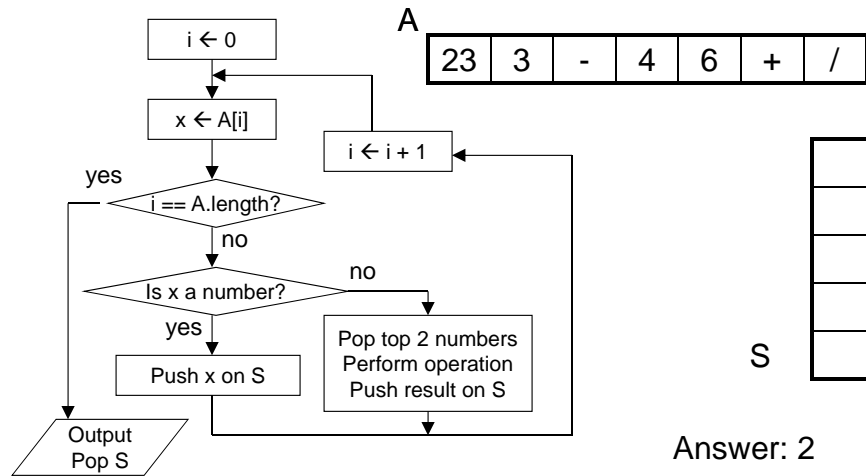 A
23 3 - 4 6 + /
i ← 0
x ← A[i]
i ← i + 1
yes
i == A.length?
no
Is x a number?
no
yes
Push x on S
Pop top 2 numbers
Perform operation
Push result on S
S
Output
Pop S
Answer: 2